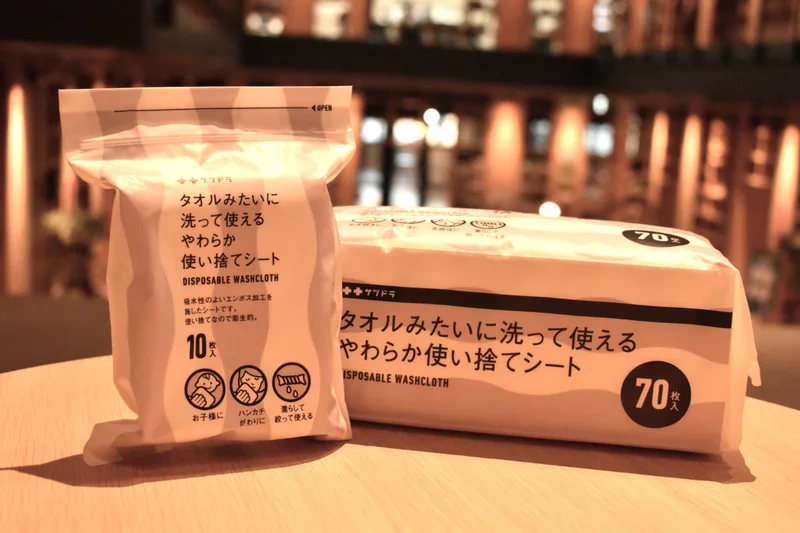 OPEN
サツドラ
タオルみたいに
洗って使える
やわらか
使い捨てシート
DISPOSABLE WASHCLOTH
吸水性のよいエンボス加工を
施したシートです。
使い捨てなので衛生的。
10枚入
お子様に
ハンカチ
がわりに
濡らして
絞って使える
70
サツドラ
タオルみたいに洗って使える
やわらか使い捨てシート
DISPOSABLE WASHCLOTH
70枚入